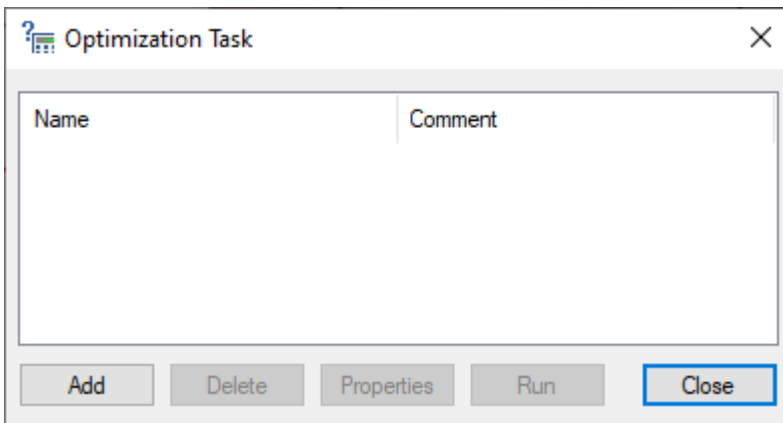 Optimization Task
Name Comment
Add Delete Properties Run Close